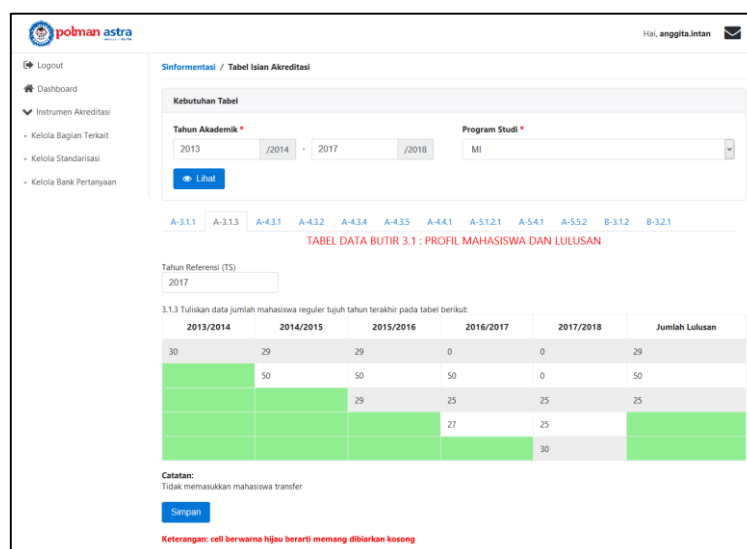 polman astra
Hai, anggita.intan
Logout
Dashboard
Instrumen Akreditasi
- Kelola Bagian Terkait
- Kelola Standarisasi
- Kelola Bank Pertanyaan
Sinformentasi / Tabel Isian Akreditasi
Kebutuhan Tabel
Tahun Akademik * Program Studi *
2013 /2014 - 2017 /2018 MI
Lihat
A-3.1.1 A-3.1.3 A-4.3.1 A-4.3.2 A-4.3.4 A-4.3.5 A-4.4.1 A-5.1.2.1 A-5.4.1 A-5.5.2 B-3.1.2 B-3.2.1
TABEL DATA BUTIR 3.1 : PROFIL MAHASISWA DAN LULUSAN
Tahun Referensi (TS)
2017
3.1.3 Tuliskan data jumlah mahasiswa reguler tujuh tahun terakhir pada tabel berikut:
2013/2014 2014/2015 2015/2016 2016/2017 2017/2018 Jumlah Lulusan
30 29 29 0 0 29
50 50 50 0 50
29 25 25 25
27 25
30
Catatan:
Tidak memasukkan mahasiswa transfer
Simpan
Keterangan: cell berwarna hijau berarti memang dibiarkan kosong